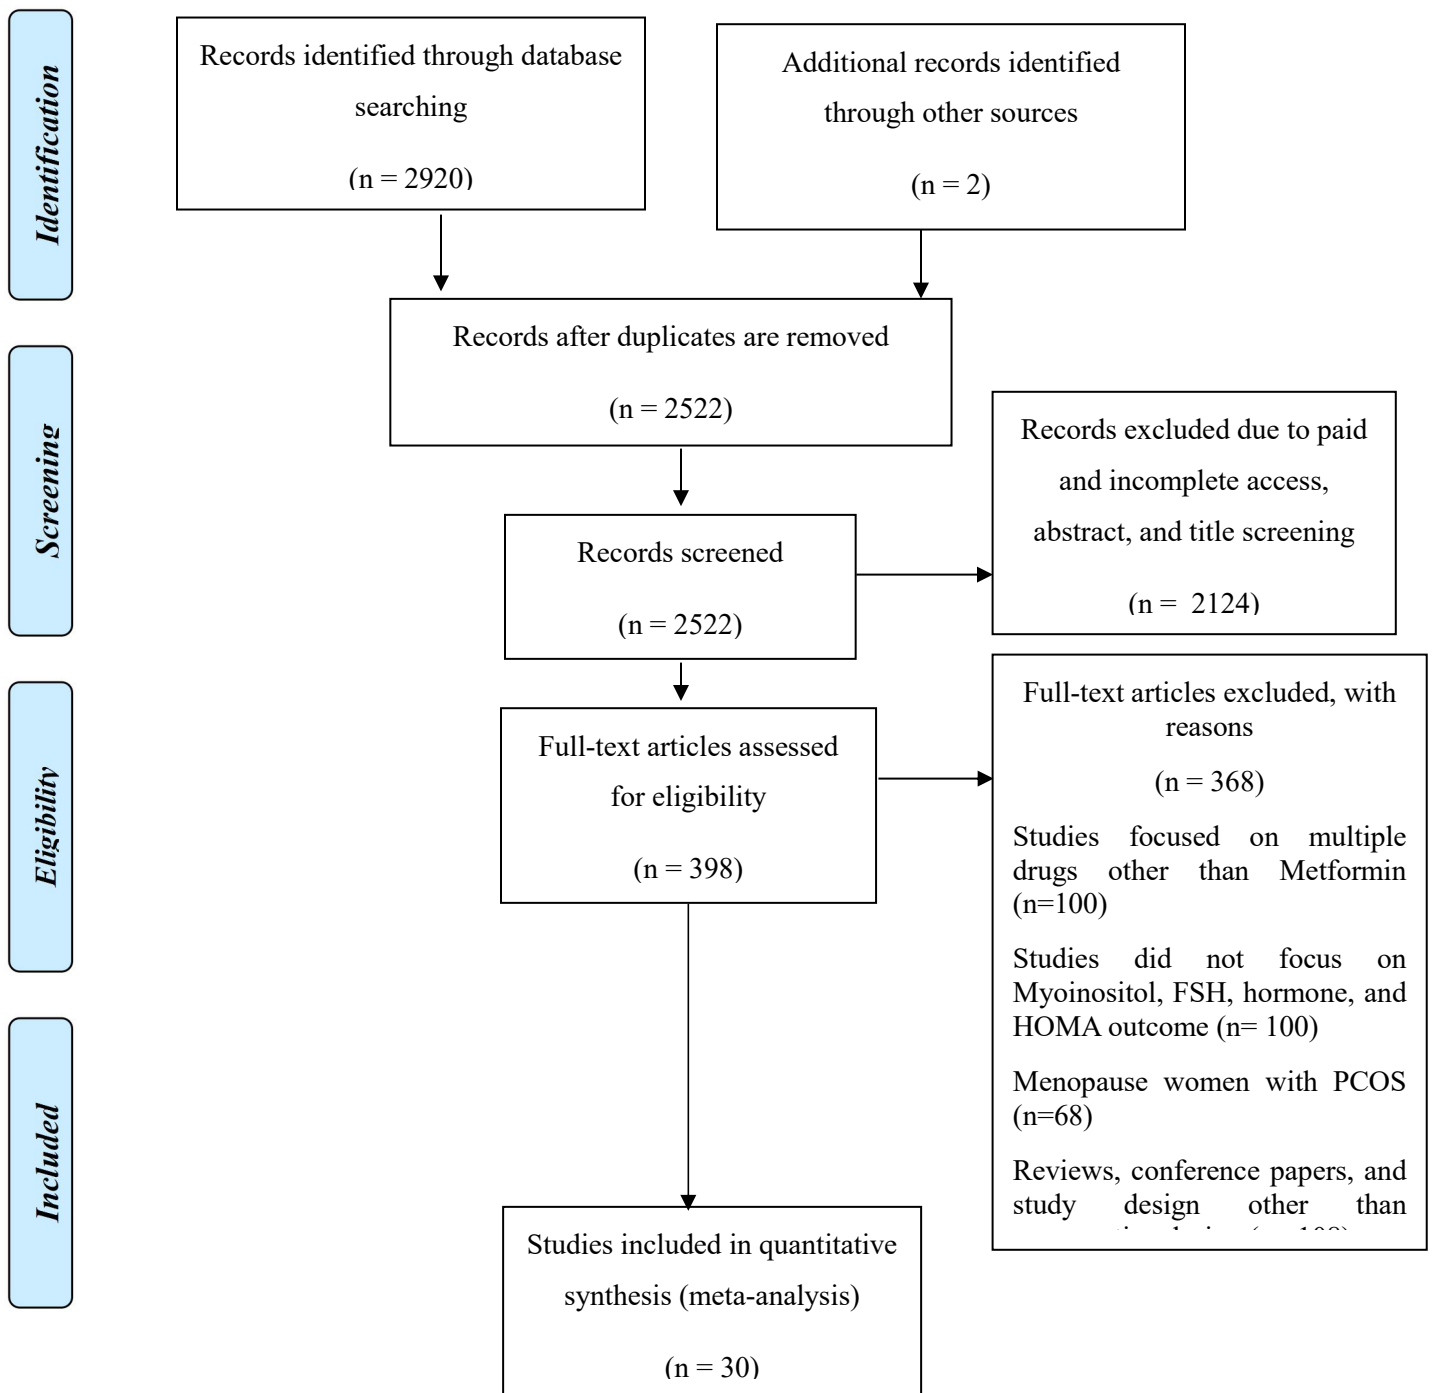 Identification
Records identified through database
searching
(n = 2920)
Additional records identified
through other sources
(n = 2)
Records after duplicates are removed
(n = 2522)
Screening
Records screened
(n = 2522)
Records excluded due to paid
and incomplete access,
abstract, and title screening
(n = 2124)
Eligibility
Full-text articles assessed
for eligibility
(n = 398)
Full-text articles excluded, with
reasons
(n = 368)
Studies focused on multiple
drugs other than Metformin
(n=100)
Studies did not focus on
Myoinositol, FSH, hormone, and
HOMA outcome (n= 100)
Menopause women with PCOS
(n=68)
Reviews, conference papers, and
study design other than
Included
Studies included in quantitative
synthesis (meta-analysis)
(n = 30)